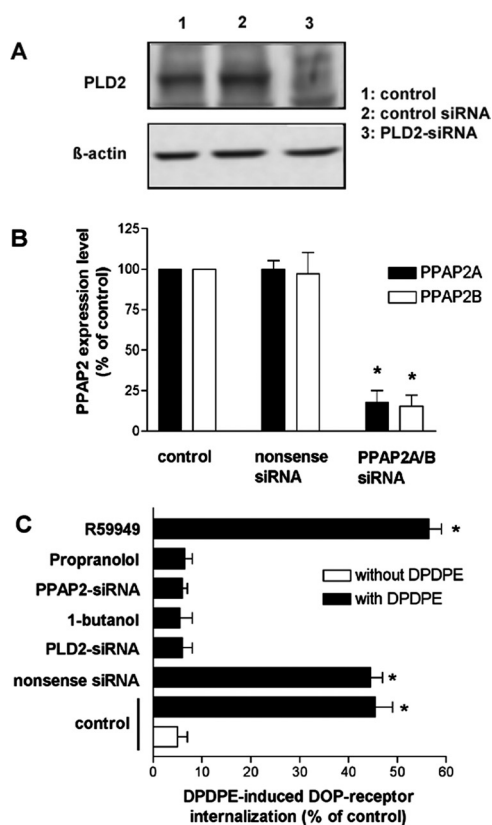 1 2 3
A
PLD2
ß-actin
1: control
2: control siRNA
3: PLD2-siRNA
B
PPAP2 expression level
(% of control)
125
100
75
50
25
0
PPAP2A
PPAP2B
* *
control
nonsense
siRNA
PPAP2A/B
siRNA
C
R59949
*
Propranolol
PPAP2-siRNA
1-butanol
PLD2-siRNA
nonsense siRNA
*
control
*
without DPDPE
with DPDPE
0 10 20 30 40 50 60
DPDPE-induced DOP-receptor
internalization (% of control)